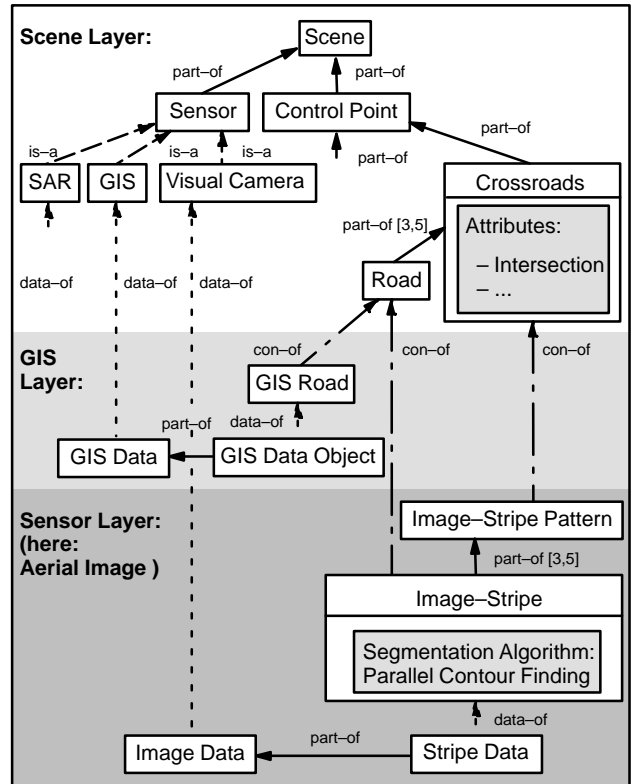 Scene Layer:
Scene
part–of
part–of
Sensor
Control Point
part–of
is–a
is–a
is–a
part–of
SAR
GIS
Visual Camera
Crossroads
part–of [3,5]
Attributes:
– Intersection
– ...
data–of
data–of
data–of
Road
GIS
Layer:
con–of
con–of
con–of
GIS Road
part–of
data–of
GIS Data
GIS Data Object
Sensor Layer:
(here:
Aerial Image )
Image–Stripe Pattern
part–of [3,5]
Image–Stripe
Segmentation Algorithm:
Parallel Contour Finding
data–of
part–of
Image Data
Stripe Data